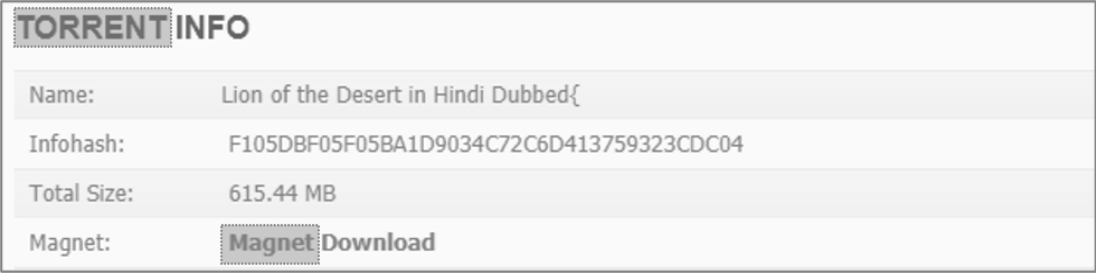 TORRENT INFO
Name: Lion of the Desert in Hindi Dubbed{
Infohash: F105DBF05F05BA1D9034C72C6D413759323CDC04
Total Size: 615.44 MB
Magnet: Magnet Download